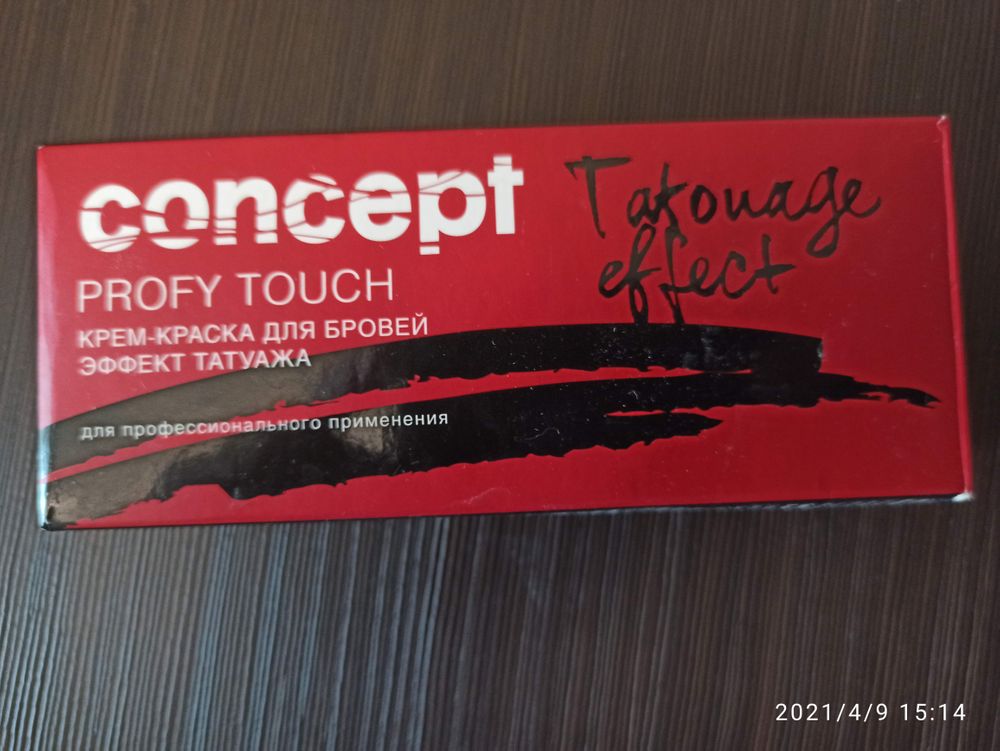 concept
PROFY TOUCH
КРЕМ-КРАСКА ДЛЯ БРОВЕЙ
ЭФФЕКТ ТАТУАЖА
для профессионального применения
Tatouage
effect
2021/4/9 15:14